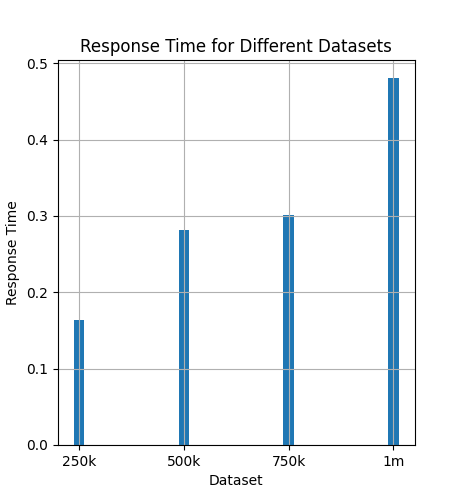 Response Time for Different Datasets
0.5
0.4
0.3
0.2
0.1
0.0
Response Time
250k 500k 750k 1m
Dataset